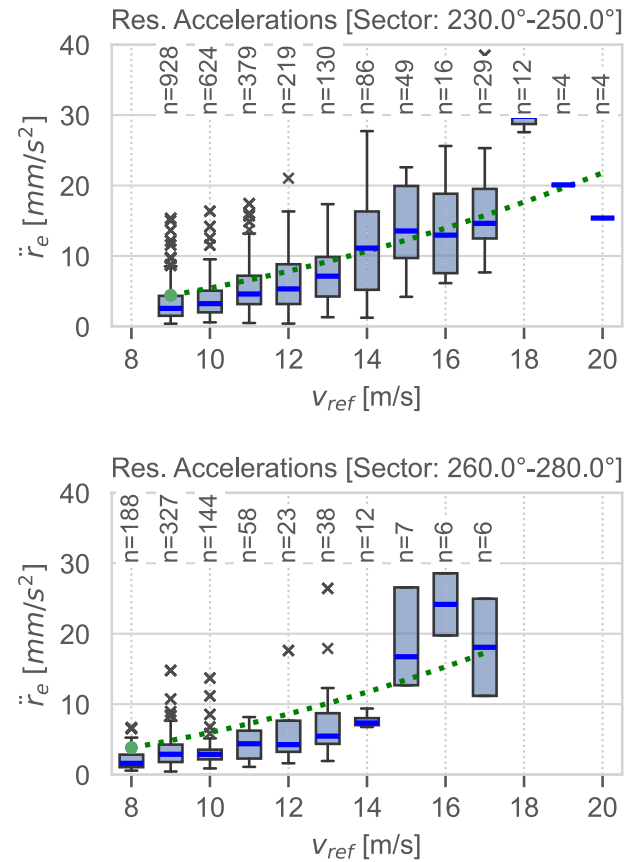 Res. Accelerations [Sector: 230.0°-250.0°]
40
30
20
10
0
r̈ₑ [mm/s²]
n=928
n=624
n=379
n=219
n=130
n=86
n=49
n=16
n=29
n=12
n=4
n=4
8 10 12 14 16 18 20
v_ref [m/s]
Res. Accelerations [Sector: 260.0°-280.0°]
40
30
20
10
0
r̈ₑ [mm/s²]
n=188
n=327
n=144
n=58
n=23
n=38
n=12
n=7
n=6
n=6
8 10 12 14 16 18 20
v_ref [m/s]